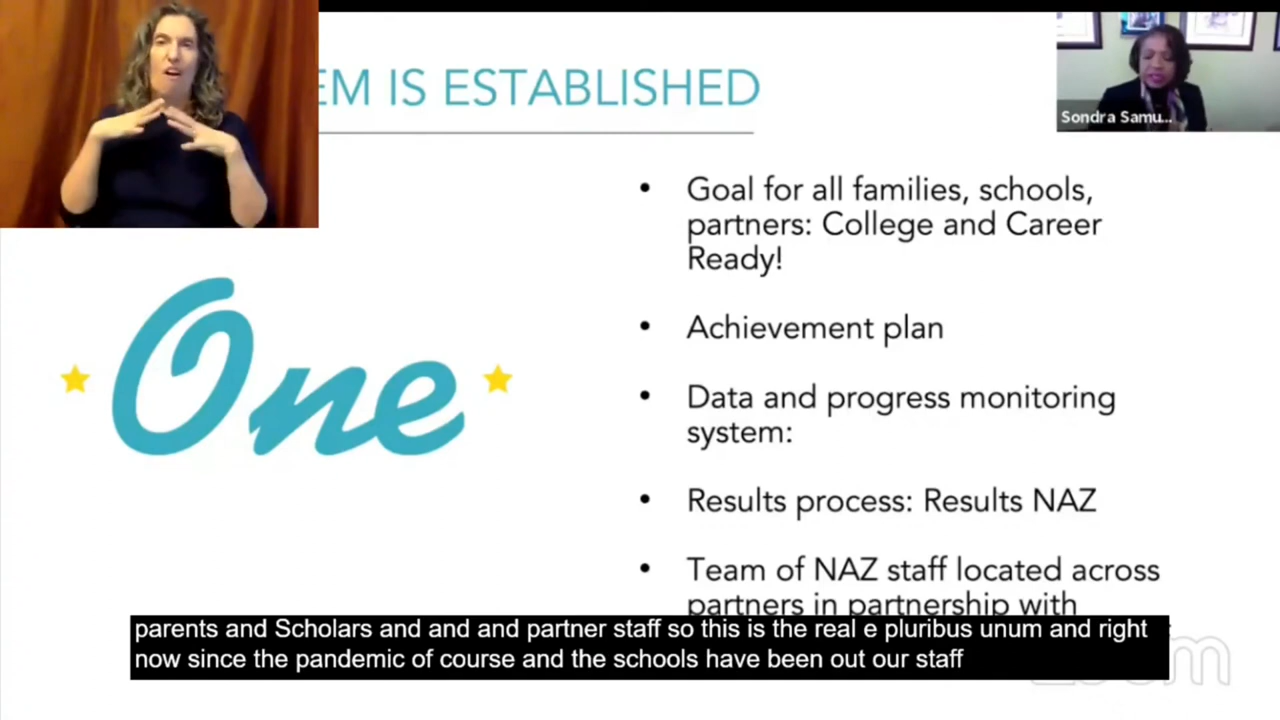 EM IS ESTABLISHED
Sondra Samu...
• Goal for all families, schools,
partners: College and Career
Ready!
• Achievement plan
One
• Data and progress monitoring
system:
• Results process: Results NAZ
• Team of NAZ staff located across
partners in partnership with
parents and Scholars and and and partner staff so this is the real e pluribus unum and right
now since the pandemic of course and the schools have been out our staff
zoom